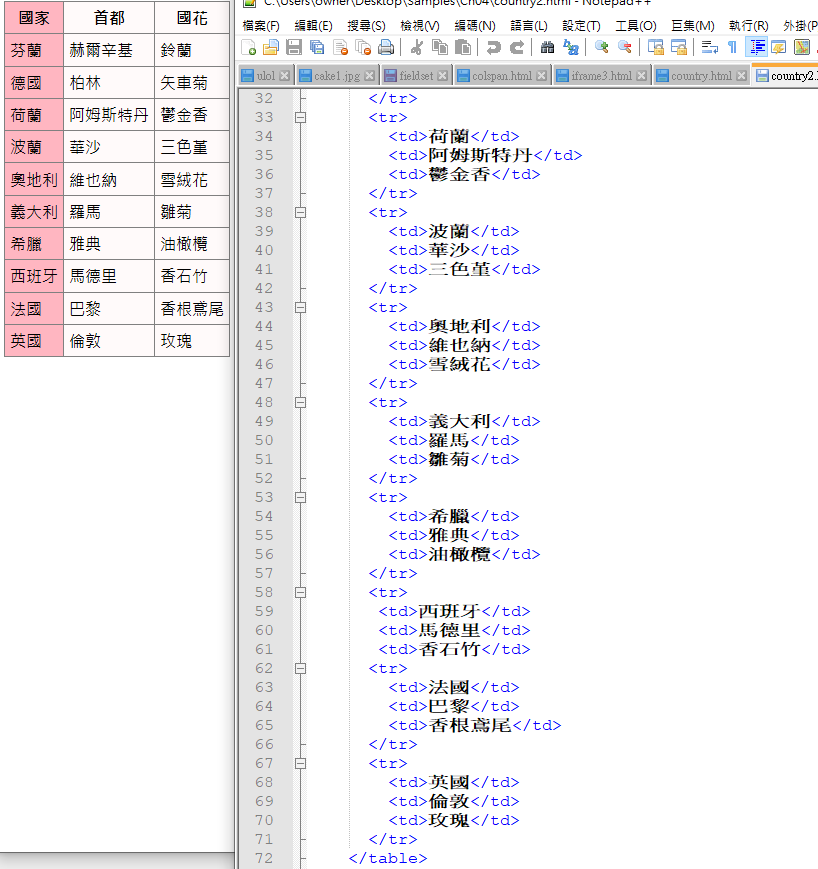 國家 首都 國花
芬蘭 赫爾辛基 鈴蘭
德國 柏林 矢車菊
荷蘭 阿姆斯特丹 鬱金香
波蘭 華沙 三色堇
奧地利 維也納 雪絨花
義大利 羅馬 雛菊
希臘 雅典 油橄欖
西班牙 馬德里 香石竹
法國 巴黎 香根鳶尾
英國 倫敦 玫瑰
C:\Users\owner\Desktop\Samples\Ch04\country2.html - Notepad++
檔案(F) 編輯(E) 搜尋(S) 檢視(V) 編碼(N) 語言(L) 設定(T) 工具(O) 巨集(M) 執行(R) 外掛(P
ulol cake1.jpg fieldset colspan.html iframe3.html country.html country2.
32 </tr>
33 <tr>
34 <td>荷蘭</td>
35 <td>阿姆斯特丹</td>
36 <td>鬱金香</td>
37 </tr>
38 <tr>
39 <td>波蘭</td>
40 <td>華沙</td>
41 <td>三色堇</td>
42 </tr>
43 <tr>
44 <td>奧地利</td>
45 <td>維也納</td>
46 <td>雪絨花</td>
47 </tr>
48 <tr>
49 <td>義大利</td>
50 <td>羅馬</td>
51 <td>雛菊</td>
52 </tr>
53 <tr>
54 <td>希臘</td>
55 <td>雅典</td>
56 <td>油橄欖</td>
57 </tr>
58 <tr>
59 <td>西班牙</td>
60 <td>馬德里</td>
61 <td>香石竹</td>
62 <tr>
63 <td>法國</td>
64 <td>巴黎</td>
65 <td>香根鳶尾</td>
66 </tr>
67 <tr>
68 <td>英國</td>
69 <td>倫敦</td>
70 <td>玫瑰</td>
71 </tr>
72 </table>